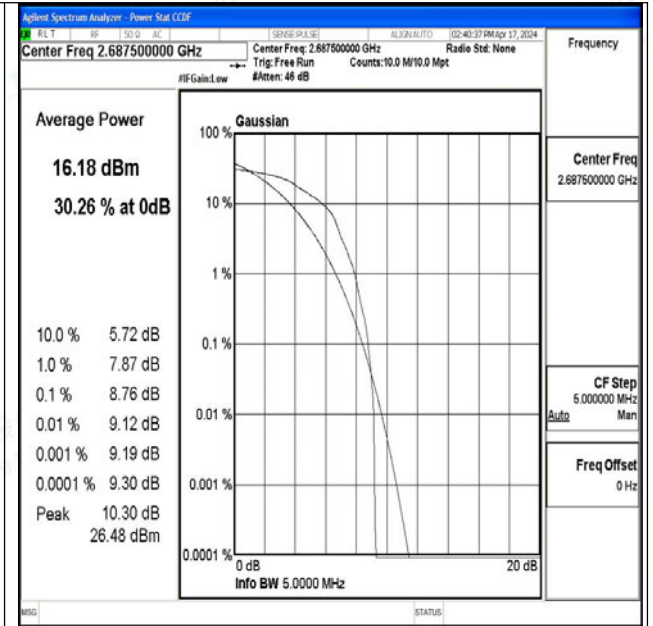 Agilent Spectrum Analyzer - Power Stat CCDF
RL T RF 50 Ω AC SENSE:PULSE ALIGN AUTO 02:40:37 PM Apr 17, 2024
Center Freq 2.687500000 GHz
Center Freq: 2.687500000 GHz Radio Std: None
Trig: Free Run Counts:10.0 M/10.0 Mpt
#IFGain:Low #Atten: 46 dB
Frequency
Average Power
16.18 dBm
30.26 % at 0dB
10.0 % 5.72 dB
1.0 % 7.87 dB
0.1 % 8.76 dB
0.01 % 9.12 dB
0.001 % 9.19 dB
0.0001 % 9.30 dB
Peak 10.30 dB
26.48 dBm
Gaussian
100 %
10 %
1 %
0.1 %
0.01 %
0.001 %
0.0001 %
0 dB 20 dB
Info BW 5.0000 MHz
Center Freq
2.687500000 GHz
CF Step
5.000000 MHz
Auto Man
Freq Offset
0 Hz
MSG STATUS